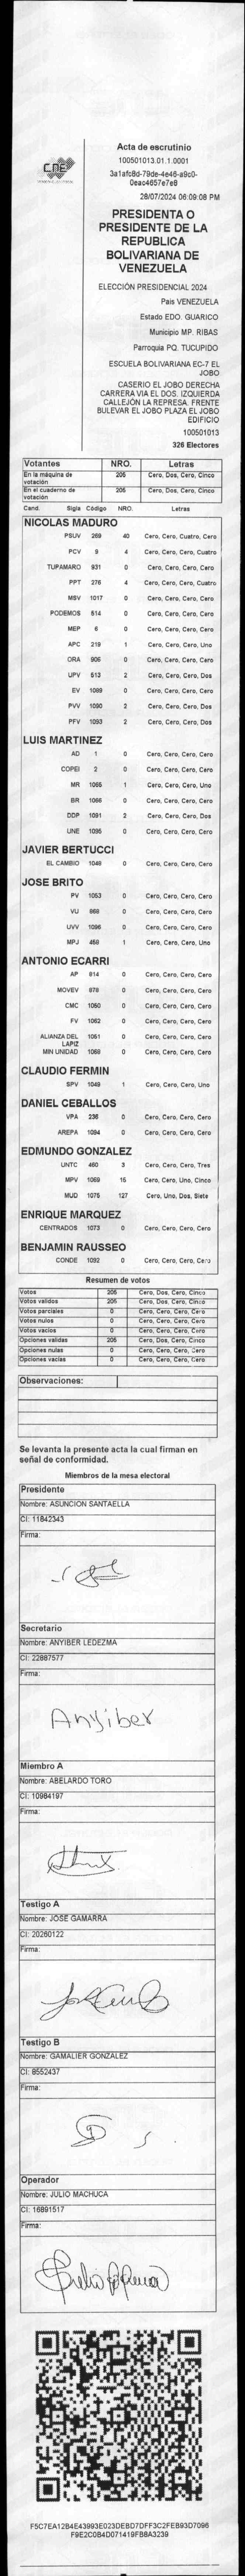 CNE
Acta de escrutinio
100501013.01.1.0001
3a1afc8d-79de-4e46-a9c0-
0eac4657e7e8
28/07/2024 06:09:08 PM
PRESIDENTA O
PRESIDENTE DE LA
REPUBLICA
BOLIVARIANA DE
VENEZUELA
ELECCIÓN PRESIDENCIAL 2024
Pais VENEZUELA
Estado EDO. GUARICO
Municipio MP. RIBAS
Parroquia PQ. TUCUPIDO
ESCUELA BOLIVARIANA EC-7 EL
JOBO
CASERIO EL JOBO DERECHA
CARRERA VIA EL DOS. IZQUIERDA
CALLEJÓN LA REPRESA. FRENTE
BULEVAR EL JOBO PLAZA EL JOBO
EDIFICIO
100501013
326 Electores
Votantes NRO. Letras
En la máquina de votación 205 Cero, Dos, Cero, Cinco
En el cuaderno de votación 205 Cero, Dos, Cero, Cinco
Cand. Sigla Código NRO. Letras
NICOLAS MADURO
PSUV 269 40 Cero, Cero, Cuatro, Cero
PCV 9 4 Cero, Cero, Cero, Cuatro
TUPAMARO 931 0 Cero, Cero, Cero, Cero
PPT 276 4 Cero, Cero, Cero, Cuatro
MSV 1017 0 Cero, Cero, Cero, Cero
PODEMOS 514 0 Cero, Cero, Cero, Cero
MEP 6 0 Cero, Cero, Cero, Cero
APC 219 1 Cero, Cero, Cero, Uno
ORA 906 0 Cero, Cero, Cero, Cero
UPV 513 2 Cero, Cero, Cero, Dos
EV 1089 0 Cero, Cero, Cero, Cero
PVV 1090 2 Cero, Cero, Cero, Dos
PFV 1093 2 Cero, Cero, Cero, Dos
LUIS MARTINEZ
AD 1 0 Cero, Cero, Cero, Cero
COPEI 2 0 Cero, Cero, Cero, Cero
MR 1055 1 Cero, Cero, Cero, Uno
BR 1066 0 Cero, Cero, Cero, Cero
DDP 1091 2 Cero, Cero, Cero, Dos
UNE 1095 0 Cero, Cero, Cero, Cero
JAVIER BERTUCCI
EL CAMBIO 1048 0 Cero, Cero, Cero, Cero
JOSE BRITO
PV 1053 0 Cero, Cero, Cero, Cero
VU 868 0 Cero, Cero, Cero, Cero
UVV 1096 0 Cero, Cero, Cero, Cero
MPJ 458 1 Cero, Cero, Cero, Uno
ANTONIO ECARRI
AP 814 0 Cero, Cero, Cero, Cero
MOVEV 878 0 Cero, Cero, Cero, Cero
CMC 1050 0 Cero, Cero, Cero, Cero
FV 1062 0 Cero, Cero, Cero, Cero
ALIANZA DEL LAPIZ 1051 0 Cero, Cero, Cero, Cero
MIN UNIDAD 1068 0 Cero, Cero, Cero, Cero
CLAUDIO FERMIN
SPV 1049 1 Cero, Cero, Cero, Uno
DANIEL CEBALLOS
VPA 236 0 Cero, Cero, Cero, Cero
AREPA 1094 0 Cero, Cero, Cero, Cero
EDMUNDO GONZALEZ
UNTC 460 3 Cero, Cero, Cero, Tres
MPV 1069 15 Cero, Cero, Uno, Cinco
MUD 1075 127 Cero, Uno, Dos, Siete
ENRIQUE MARQUEZ
CENTRADOS 1073 0 Cero, Cero, Cero, Cero
BENJAMIN RAUSSEO
CONDE 1092 0 Cero, Cero, Cero, Cero
Resumen de votos
Votos 205 Cero, Dos, Cero, Cinco
Votos validos 205 Cero, Dos, Cero, Cinco
Votos parciales 0 Cero, Cero, Cero, Cero
Votos nulos 0 Cero, Cero, Cero, Cero
Votos vacios 0 Cero, Cero, Cero, Cero
Opciones validas 205 Cero, Dos, Cero, Cinco
Opciones nulas 0 Cero, Cero, Cero, Cero
Opciones vacias 0 Cero, Cero, Cero, Cero
Observaciones:
Se levanta la presente acta la cual firman en
señal de conformidad.
Miembros de la mesa electoral
Presidente
Nombre: ASUNCION SANTAELLA
CI: 11842343
Firma:
Secretario
Nombre: ANYIBER LEDEZMA
CI: 22887577
Firma:
Anyiber
Miembro A
Nombre: ABELARDO TORO
CI: 10984197
Firma:
Testigo A
Nombre: JOSE GAMARRA
CI: 20260122
Firma:
Testigo B
Nombre: GAMALIER GONZALEZ
CI: 8552437
Firma:
Operador
Nombre: JULIO MACHUCA
CI: 16891517
Firma:
F5C7EA12B4E43993E023DEBD7DFF3C2FEB93D7096
F9E2C0B4D071419FB8A3239